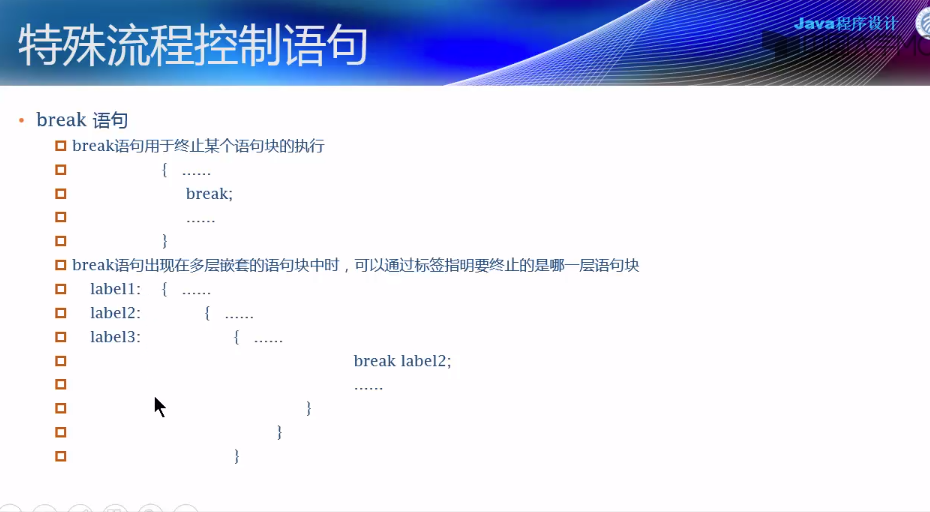 Java程序设计
特殊流程控制语句
break 语句
break语句用于终止某个语句块的执行
{ ……
break;
……
}
break语句出现在多层嵌套的语句块中时，可以通过标签指明要终止的是哪一层语句块
label1: { ……
label2: { ……
label3: { ……
break label2;
……
}
}
}